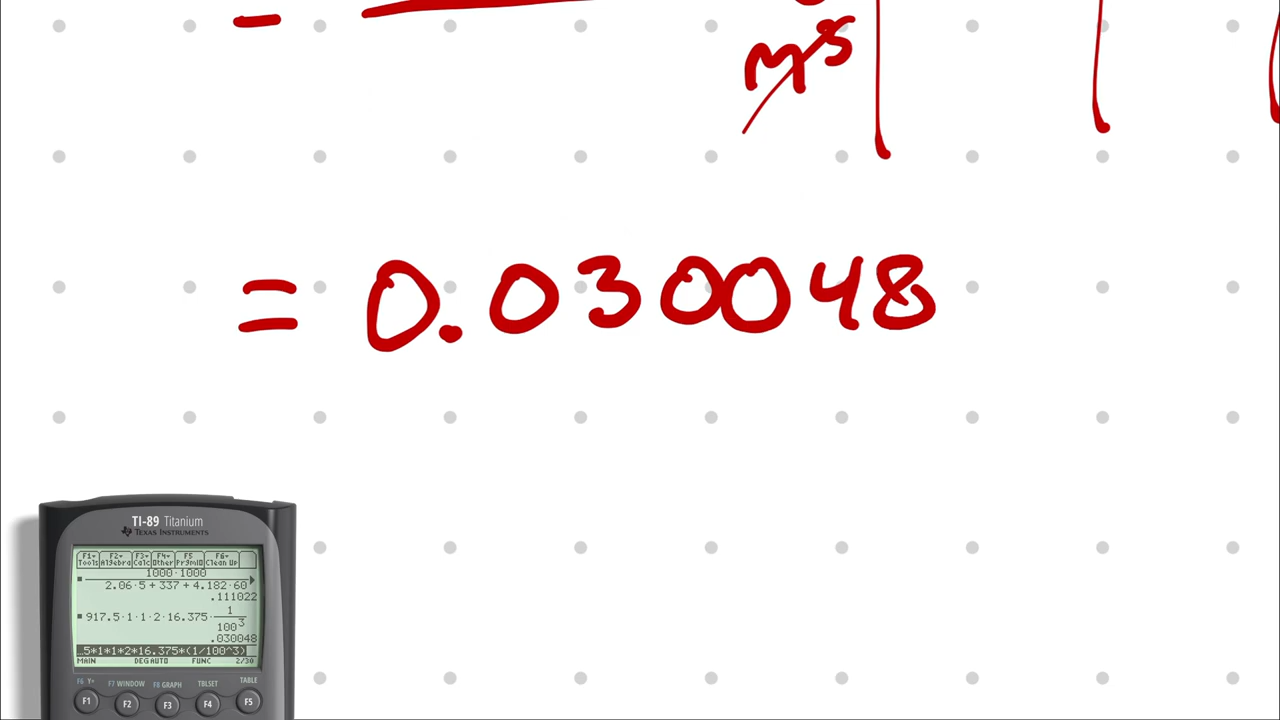 -
m³
= 0.030048
TI-89 Titanium
TEXAS INSTRUMENTS
F1 F2 F3 F4 F5 F6
Tools Algebra Calc Other PrgmIO Clean Up
1000·1000
2.06·5 + 337 + 4.182·60
.111022
917.5·1·1·2·16.375· 1
100³
.030048
…5*1*1*2*16.375*(1/100^3)
MAIN DEG AUTO FUNC 2/30
F6 Y= F7 WINDOW F8 GRAPH TBLSET TABLE
F1 F2 F3 F4 F5